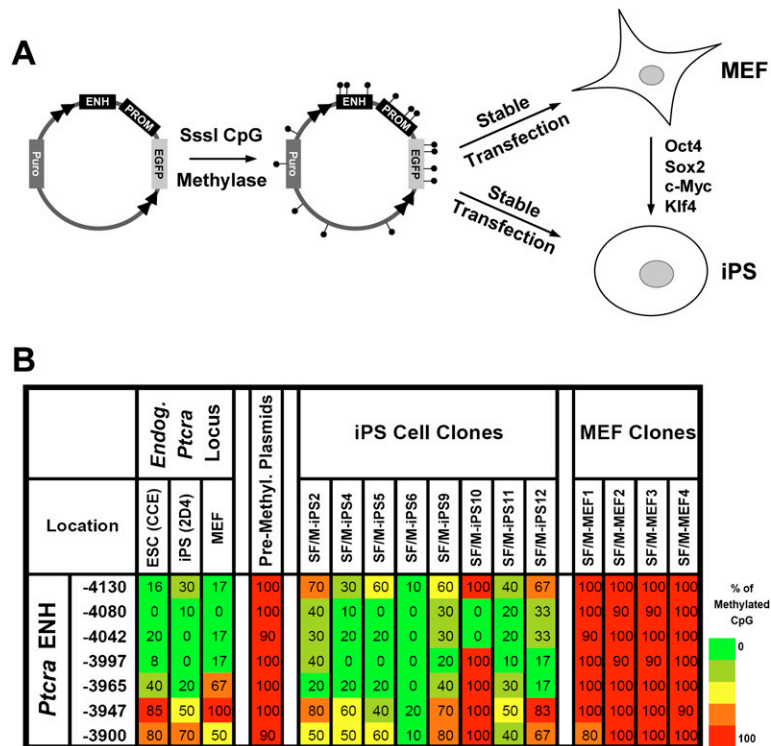 A
ENH
PROM
Puro
EGFP
SssI CpG
Methylase
ENH
PROM
Puro
EGFP
Stable
Transfection
Stable
Transfection
MEF
Oct4
Sox2
c-Myc
Klf4
iPS
B
Endog.
Ptcra
Locus
Pre-Methyl. Plasmids
iPS Cell Clones
MEF Clones
Location
ESC (CCE)
iPS (2D4)
MEF
SF/M-iPS2
SF/M-iPS4
SF/M-iPS5
SF/M-iPS6
SF/M-iPS9
SF/M-iPS10
SF/M-iPS11
SF/M-iPS12
SF/M-MEF1
SF/M-MEF2
SF/M-MEF3
SF/M-MEF4
Ptcra ENH
-4130 16 30 17 100 70 30 60 10 60 100 40 67 100 100 100 100
-4080 0 10 0 100 40 10 0 0 30 0 20 33 100 90 90 100
-4042 20 0 17 90 30 20 20 0 30 0 20 33 90 100 100 100
-3997 8 0 17 100 40 0 0 0 20 100 10 17 100 90 90 100
-3965 40 20 67 100 20 20 20 0 40 100 30 17 100 100 100 100
-3947 85 50 100 100 80 60 40 20 70 100 50 83 100 100 100 90
-3900 80 70 50 90 50 50 60 10 80 100 40 67 80 100 100 100
% of
Methylated
CpG
0
100